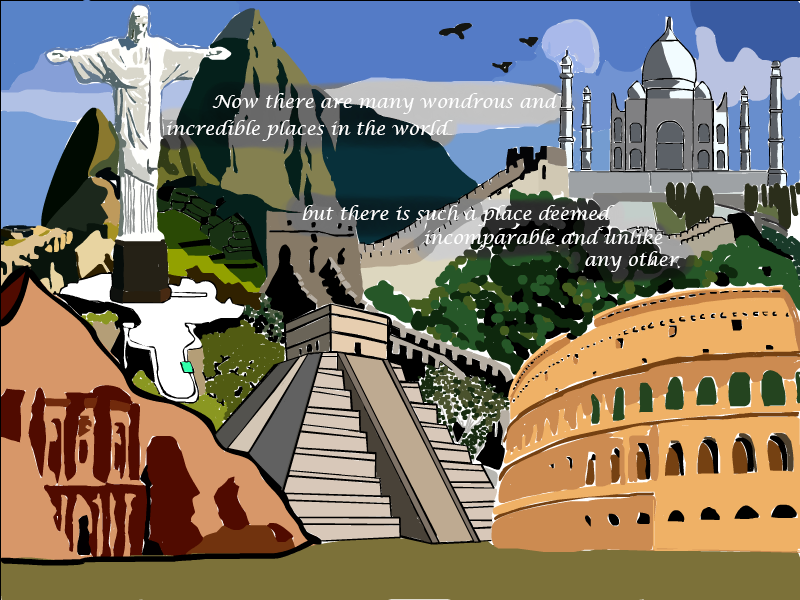 Now there are many wondrous and
incredible places in the world
but there is such a place deemed
incomparable and unlike
any other